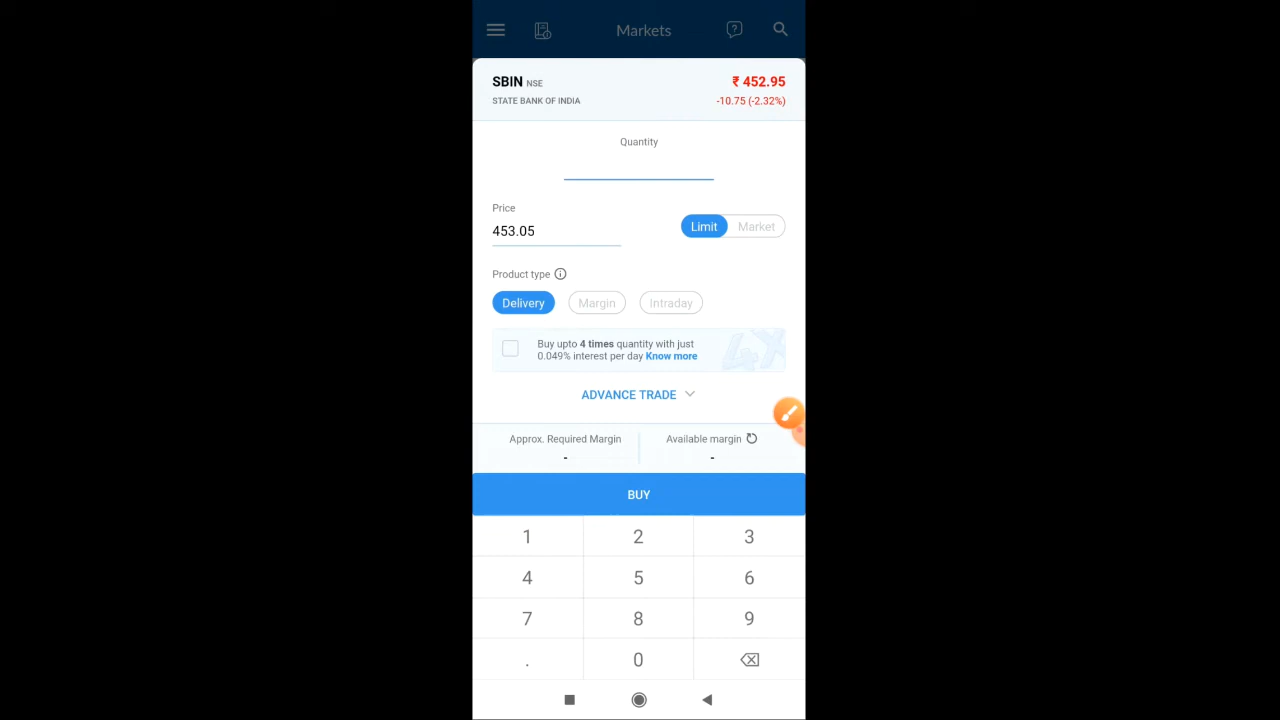 Markets
SBIN NSE
₹ 452.95
STATE BANK OF INDIA
-10.75 (-2.32%)
Quantity
Price
453.05
Limit Market
Product type
Delivery Margin Intraday
Buy upto 4 times quantity with just
0.049% interest per day Know more
4X
ADVANCE TRADE
Approx. Required Margin
-
Available margin
-
BUY
1 2 3
4 5 6
7 8 9
. 0